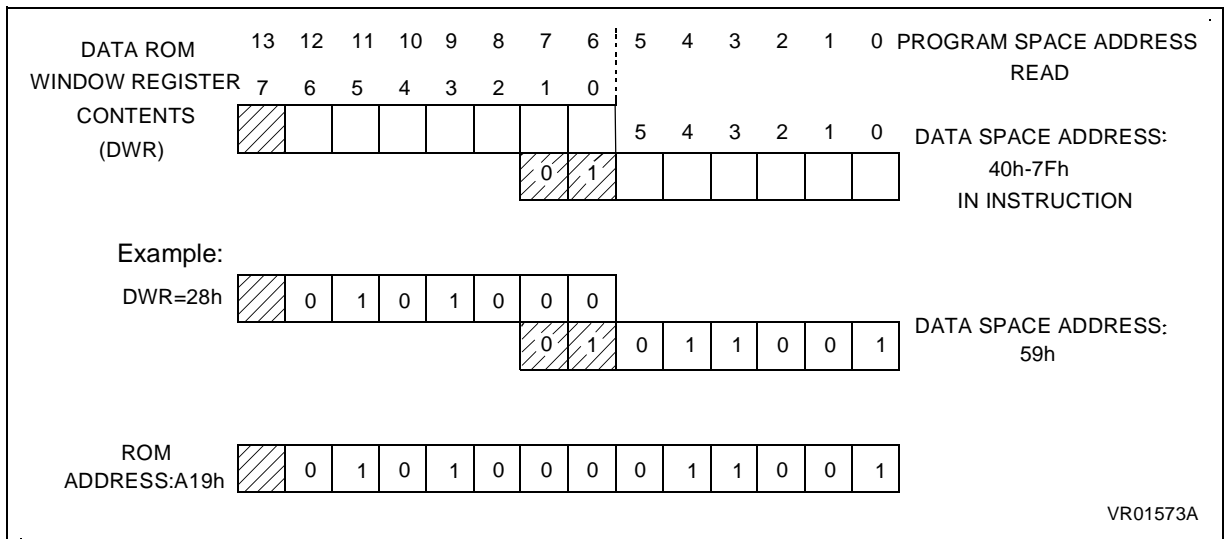 DATA ROM 13 12 11 10 9 8 7 6 5 4 3 2 1 0 PROGRAM SPACE ADDRESS
READ
WINDOW REGISTER 7 6 5 4 3 2 1 0
CONTENTS
(DWR)
5 4 3 2 1 0 DATA SPACE ADDRESS:
0 1 40h-7Fh
IN INSTRUCTION
Example:
DWR=28h 0 1 0 1 0 0 0
0 1 0 1 1 0 0 1 DATA SPACE ADDRESS:
59h
ROM
ADDRESS:A19h 0 1 0 1 0 0 0 0 1 1 0 0 1
VR01573A